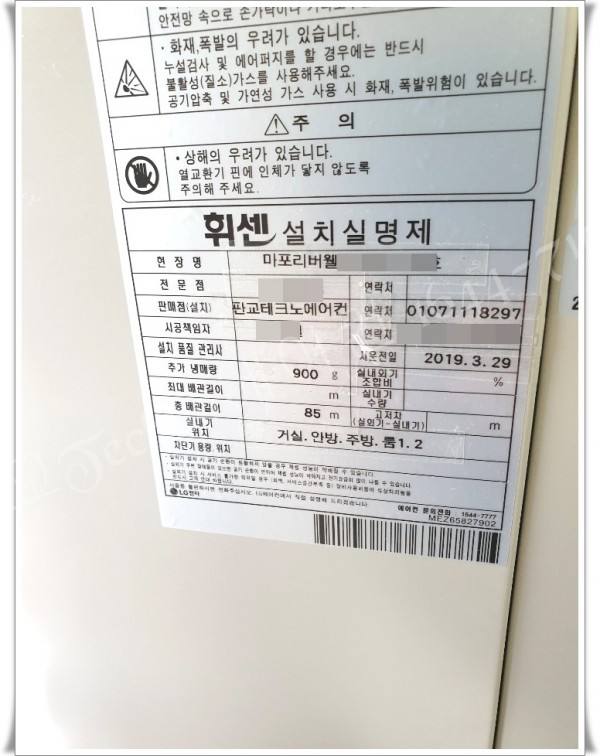 안전망 속으로 손가락이나
· 화재,폭발의 우려가 있습니다.
누설검사 및 에어퍼지를 할 경우에는 반드시
불활성(질소)가스를 사용해주세요.
공기압축 및 가연성 가스 사용 시 화재, 폭발위험이 있습니다.
주 의
· 상해의 우려가 있습니다.
열교환기 핀에 인체가 닿지 않도록
주의해 주세요.
휘센 설치실명제
현 장 명 마포리버웰
전 문 점 연락처
판매점(설치) 판교테크노에어컨 연락처 01071118297
시공책임자 연락처
설치 품질 관리사 시운전일 2019.3.29
추가 냉매량 900 g 실내외기 조합비 %
최대 배관길이 m 실내기 수량
총 배관길이 85 m 고저차 (실외기-실내기) m
실내기 위치 거실. 안방. 주방. 룸1. 2
차단기 용량, 위치
LG전자
에어컨 문의전화 : 1544-7777
MEZ65827902